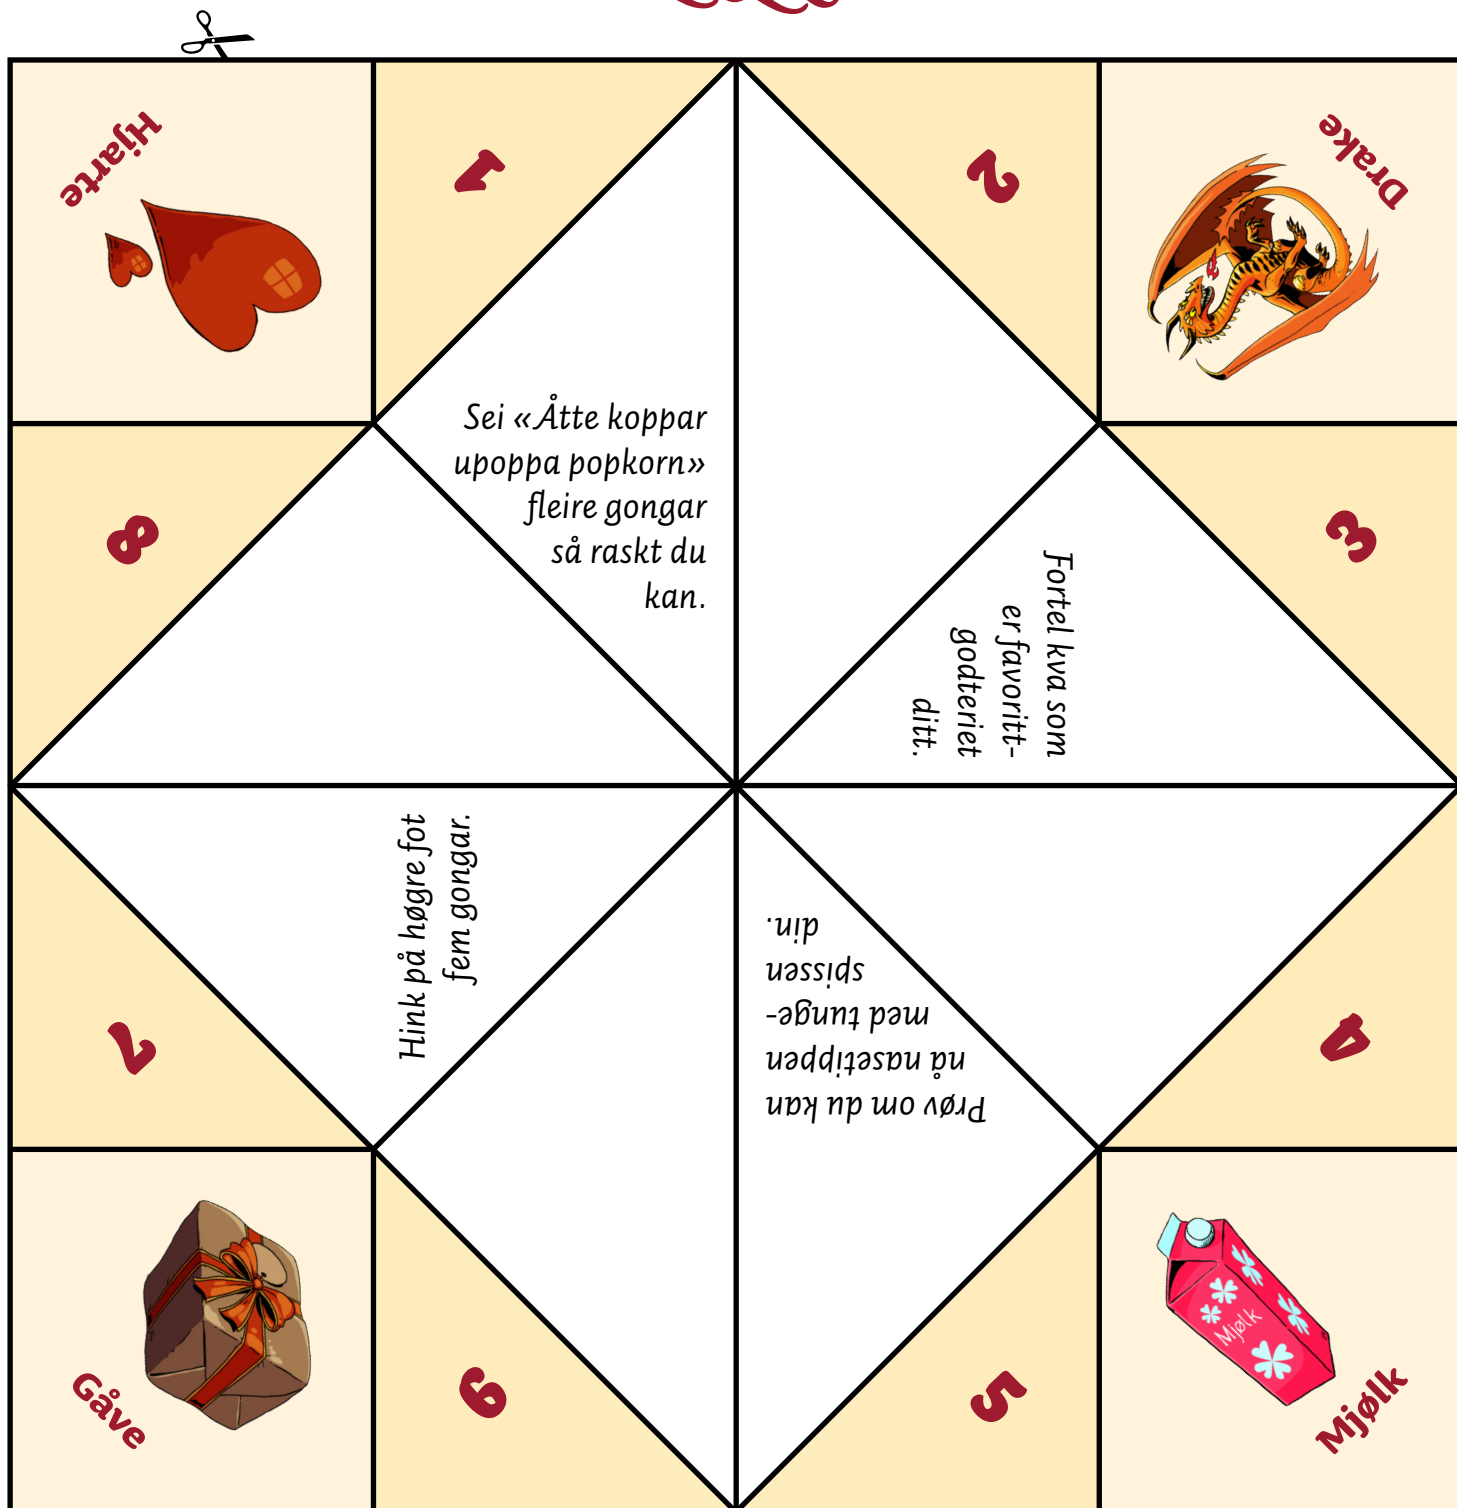 Hjarte
1
2
Drake
8
Sei «Åtte koppar
upoppa popkorn»
fleire gongar
så raskt du
kan.
Fortel kva som
er favoritt-
godteriet
ditt.
3
7
Hink på høgre fot
fem gongar.
Prøv om du kan
nå nasetippen
med tunge-
spissen
din.
4
Gåve
6
5
Mjølk
Mjølk